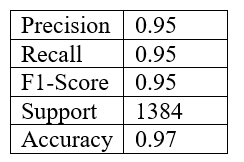 Precision 0.95
Recall 0.95
F1-Score 0.95
Support 1384
Accuracy 0.97